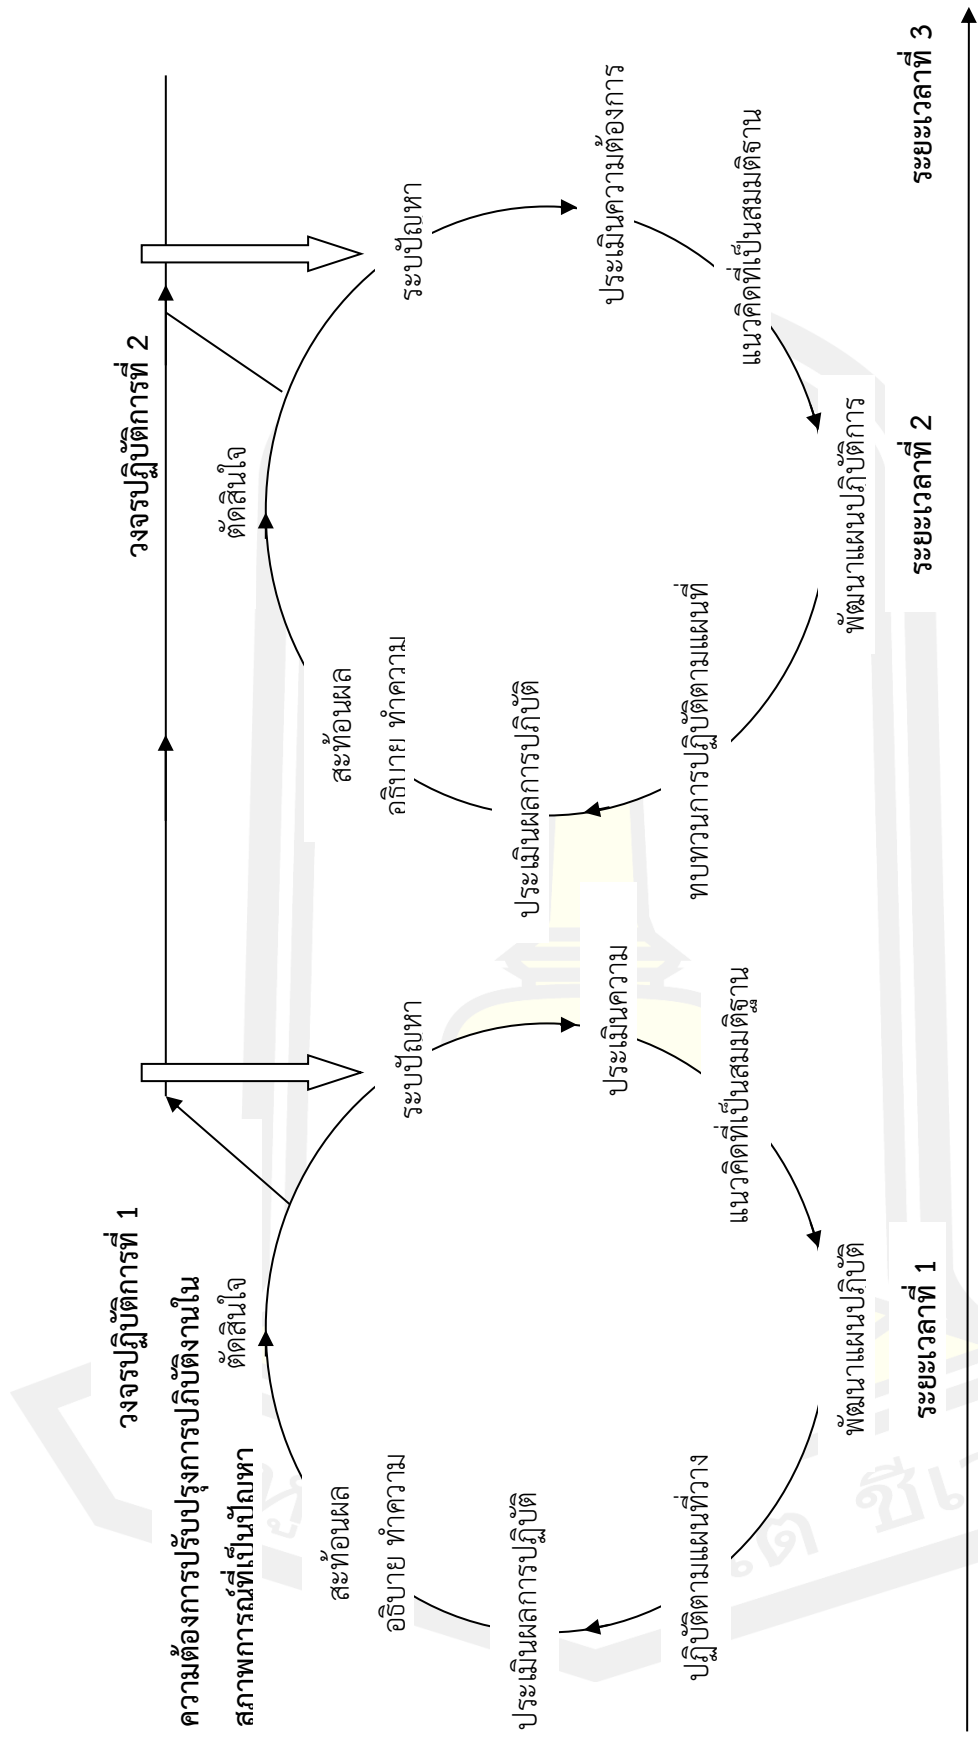 วงจรปฏิบัติการที่ 1
ความต้องการปรับปรุงการปฏิบัติงานใน
สภาพการณ์ที่เป็นปัญหา
ตัดสินใจ
ระบุปัญหา
ประเมินความ
แนวคิดที่เป็นสมมติฐาน
พัฒนาแผนปฏิบัติ
ปฏิบัติตามแผนที่วาง
ประเมินผลการปฏิบัติ
อธิบาย ทำความ
สะท้อนผล
วงจรปฏิบัติการที่ 2
ตัดสินใจ
ระบุปัญหา
ประเมินความต้องการ
แนวคิดที่เป็นสมมติฐาน
พัฒนาแผนปฏิบัติการ
ทบทวนการปฏิบัติตามแผนที่
ประเมินผลการปฏิบัติ
อธิบาย ทำความ
สะท้อนผล
ระยะเวลาที่ 1
ระยะเวลาที่ 2
ระยะเวลาที่ 3